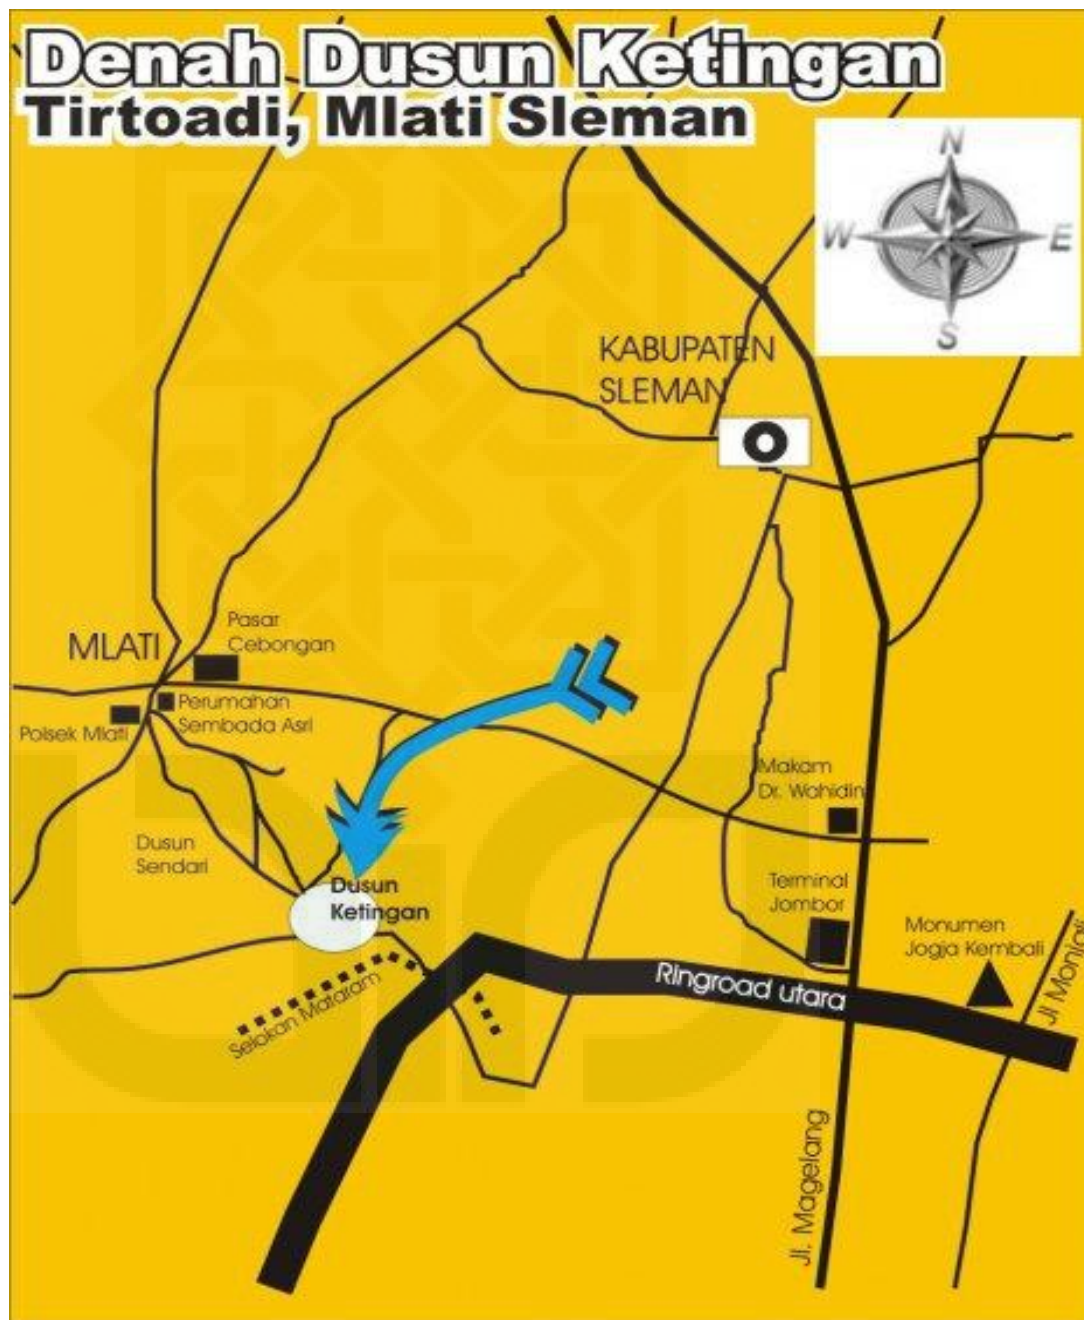 Denah Dusun Ketingan
Tirtoadi, Mlati Sleman
N
W
E
S
KABUPATEN
SLEMAN
Pasar
Cebongan
MLATI
Perumahan
Sembada Asri
Polsek Mlati
Makam
Dr. Wahidin
Dusun
Sendari
Dusun
Ketingan
Terminal
Jombor
Monumen
Jogja Kembali
Jl Monjali
Ringroad utara
Selokan Mataram
Jl. Magelang